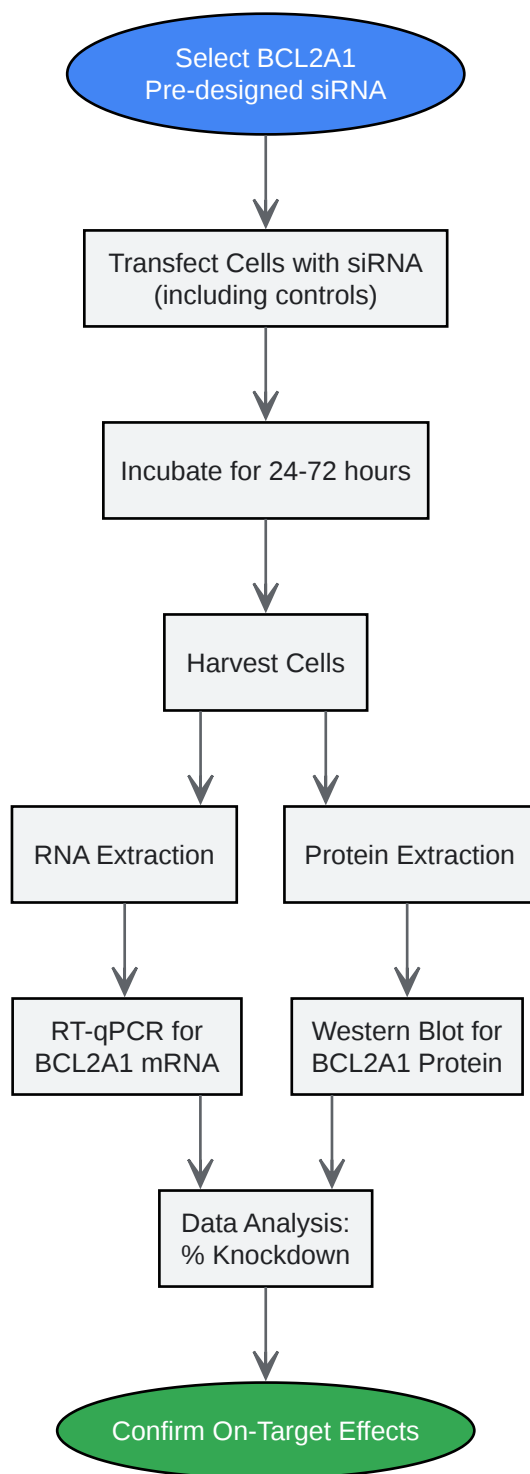 Select BCL2A1
Pre-designed siRNA
Transfect Cells with siRNA
(including controls)
Incubate for 24-72 hours
Harvest Cells
RNA Extraction
Protein Extraction
RT-qPCR for
BCL2A1 mRNA
Western Blot for
BCL2A1 Protein
Data Analysis:
% Knockdown
Confirm On-Target Effects